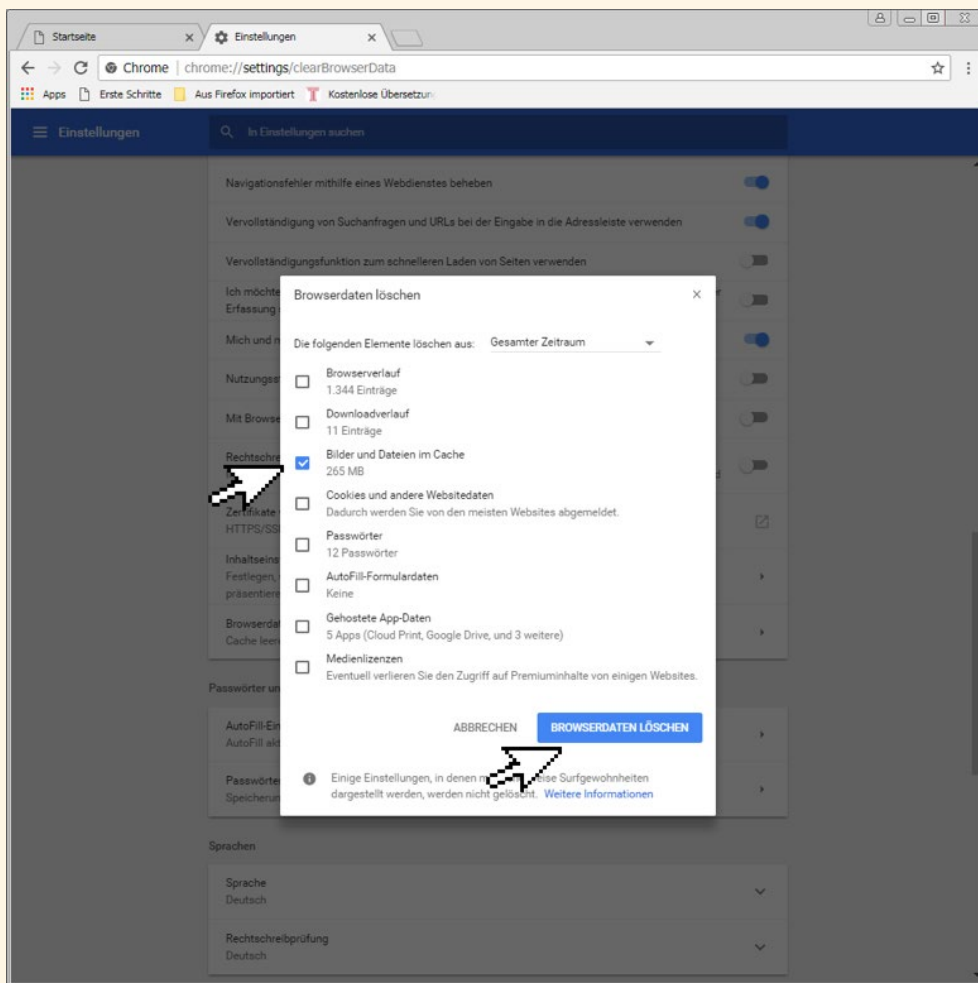 Startseite
Einstellungen
Chrome | chrome://settings/clearBrowserData
Apps Erste Schritte Aus Firefox importiert Kostenlose Übersetzun
Einstellungen
In Einstellungen suchen
Navigationsfehler mithilfe eines Webdienstes beheben
Vervollständigung von Suchanfragen und URLs bei der Eingabe in die Adressleiste verwenden
Vervollständigungsfunktion zum schnelleren Laden von Seiten verwenden
Ich möchte
Erfassung
Mich und
Nutzungss
Mit Browse
Rechtschre
Zertifikate
HTTPS/SS
Inhaltseins
Festlegen,
präsentiere
Browserda
Cache leere
Browserdaten löschen
Die folgenden Elemente löschen aus: Gesamter Zeitraum
Browserverlauf
1.344 Einträge
Downloadverlauf
11 Einträge
Bilder und Dateien im Cache
265 MB
Cookies und andere Websitedaten
Dadurch werden Sie von den meisten Websites abgemeldet.
Passwörter
12 Passwörter
AutoFill-Formulardaten
Keine
Gehostete App-Daten
5 Apps (Cloud Print, Google Drive, und 3 weitere)
Medienlizenzen
Eventuell verlieren Sie den Zugriff auf Premiuminhalte von einigen Websites.
ABBRECHEN BROWSERDATEN LÖSCHEN
Einige Einstellungen, in denen Surfgewohnheiten
dargestellt werden, werden nicht gelöscht. Weitere Informationen
Passwörter un
AutoFill-Ein
AutoFill akt
Passwörte
Speicherun
Sprachen
Sprache
Deutsch
Rechtschreibprüfung
Deutsch